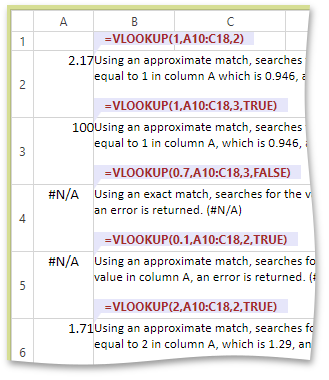 A B C
1 =VLOOKUP(1,A10:C18,2)
2.17 Using an approximate match, searches
2 equal to 1 in column A which is 0.946,
=VLOOKUP(1,A10:C18,3,TRUE)
100 Using an approximate match, searches
3 equal to 1 in column A which is 0.946,
=VLOOKUP(0.7,A10:C18,3,FALSE)
#N/A Using an exact match, searches for the
4 an error is returned. (#N/A)
=VLOOKUP(0.1,A10:C18,2,TRUE)
#N/A Using an approximate match, searches
5 value in column A, an error is returned.
=VLOOKUP(2,A10:C18,2,TRUE)
1.71 Using an approximate match, searches
6 equal to 2 in column A, which is 1.29,